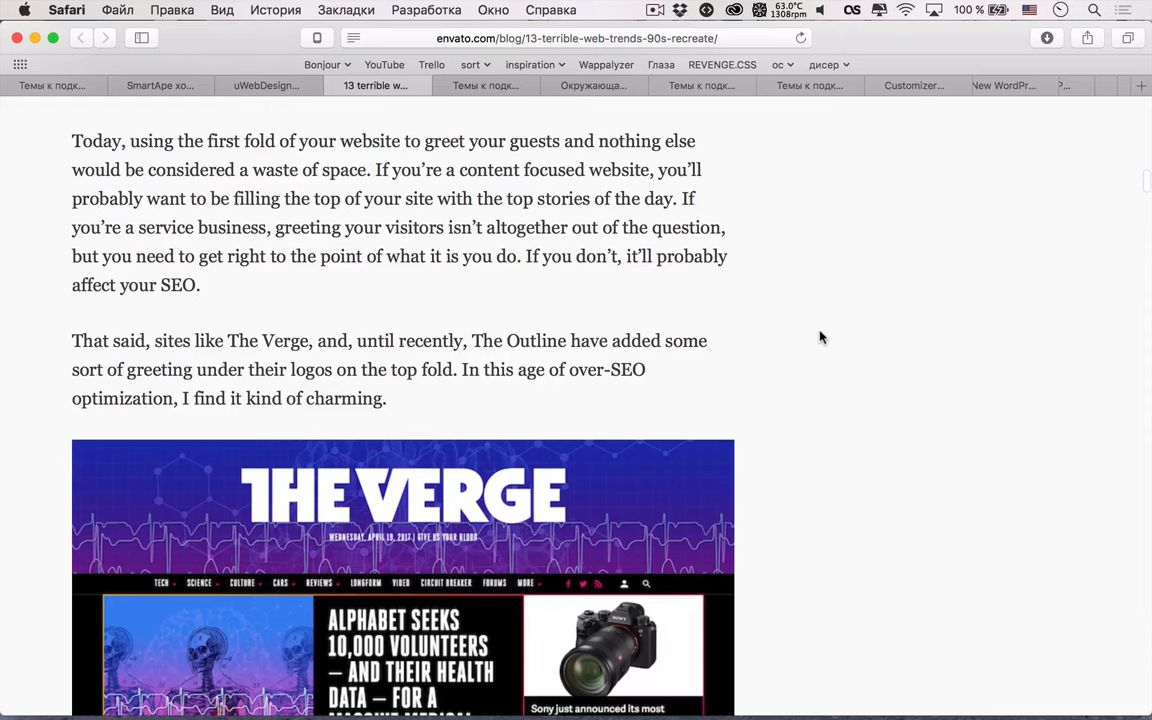 Safari Файл Правка Вид История Закладки Разработка Окно Справка 63.0°C 1308rpm 100 %
envato.com/blog/13-terrible-web-trends-90s-recreate/
Bonjour YouTube Trello sort inspiration Wappalyzer Глаза REVENGE.CSS ос дисер
Темы к подк... SmartApe хо... uWebDesign... 13 terrible w... Темы к подк... Окружающа... Темы к подк... Темы к подк... Customizer... New WordPr... P...
Today, using the first fold of your website to greet your guests and nothing else
would be considered a waste of space. If you’re a content focused website, you’ll
probably want to be filling the top of your site with the top stories of the day. If
you’re a service business, greeting your visitors isn’t altogether out of the question,
but you need to get right to the point of what it is you do. If you don’t, it’ll probably
affect your SEO.
That said, sites like The Verge, and, until recently, The Outline have added some
sort of greeting under their logos on the top fold. In this age of over-SEO
optimization, I find it kind of charming.
THE VERGE
WEDNESDAY, APRIL 19, 2017 | GIVE US YOUR BLOOD
TECH SCIENCE CULTURE CARS REVIEWS LONGFORM VIDEO CIRCUIT BREAKER FORUMS MORE
ALPHABET SEEKS
10,000 VOLUNTEERS
— AND THEIR HEALTH
DATA — FOR A
Sony just announced its most